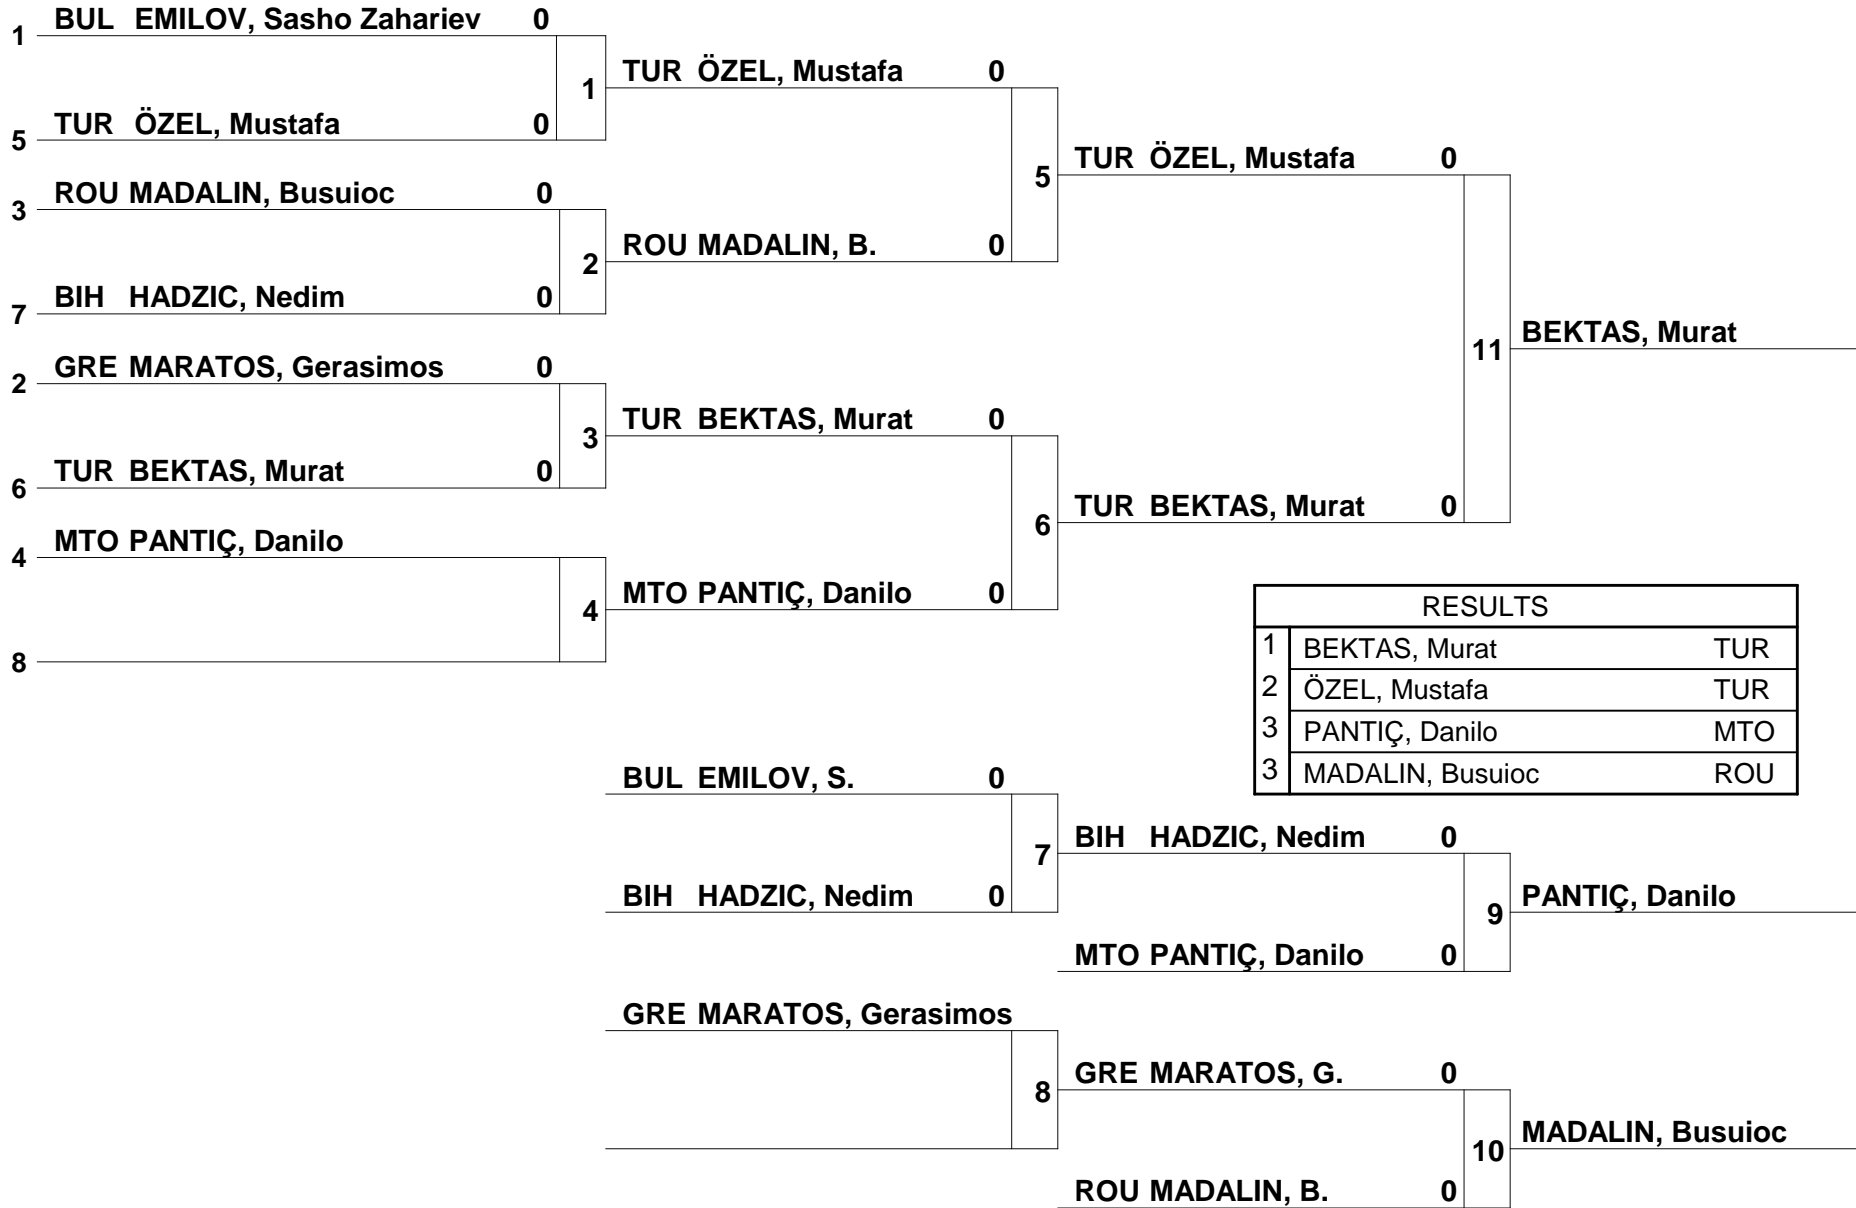 1 BUL EMILOV, Sasho Zahariev 0
1 TUR ÖZEL, Mustafa 0
5 TUR ÖZEL, Mustafa 0
5 TUR ÖZEL, Mustafa 0
3 ROU MADALIN, Busuioc 0
2 ROU MADALIN, B. 0
7 BIH HADZIC, Nedim 0
11 BEKTAS, Murat
2 GRE MARATOS, Gerasimos 0
3 TUR BEKTAS, Murat 0
6 TUR BEKTAS, Murat 0
6 TUR BEKTAS, Murat 0
4 MTO PANTIÇ, Danilo
4 MTO PANTIÇ, Danilo 0
8
RESULTS
1 BEKTAS, Murat TUR
2 ÖZEL, Mustafa TUR
3 PANTIÇ, Danilo MTO
3 MADALIN, Busuioc ROU
BUL EMILOV, S. 0
7 BIH HADZIC, Nedim 0
BIH HADZIC, Nedim 0
9 PANTIÇ, Danilo
MTO PANTIÇ, Danilo 0
GRE MARATOS, Gerasimos
8 GRE MARATOS, G. 0
10 MADALIN, Busuioc
ROU MADALIN, B. 0